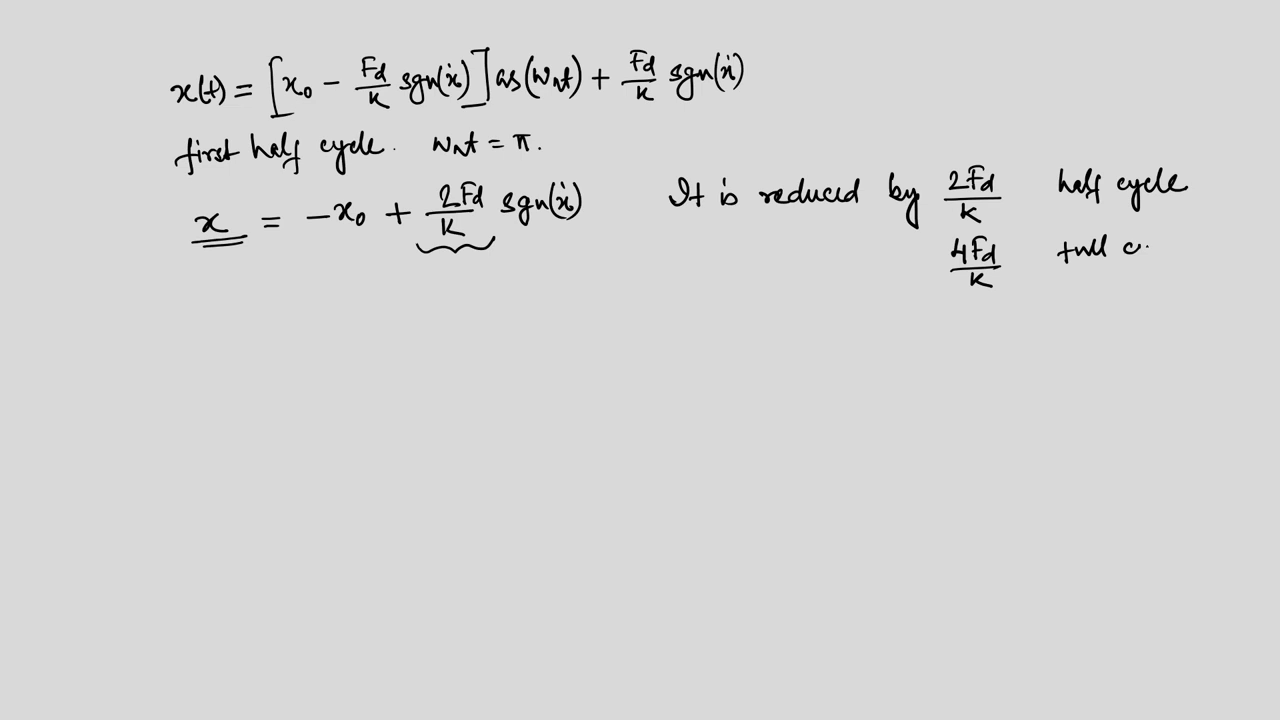 x(t) = [x₀ − Fd/K sgn(ẋ)] cos(ωₙt) + Fd/K sgn(ẋ)
first half cycle. ωₙt = π.
x = −x₀ + 2Fd/K sgn(ẋ)
It is reduced by 2Fd/K half cycle
4Fd/K full c.